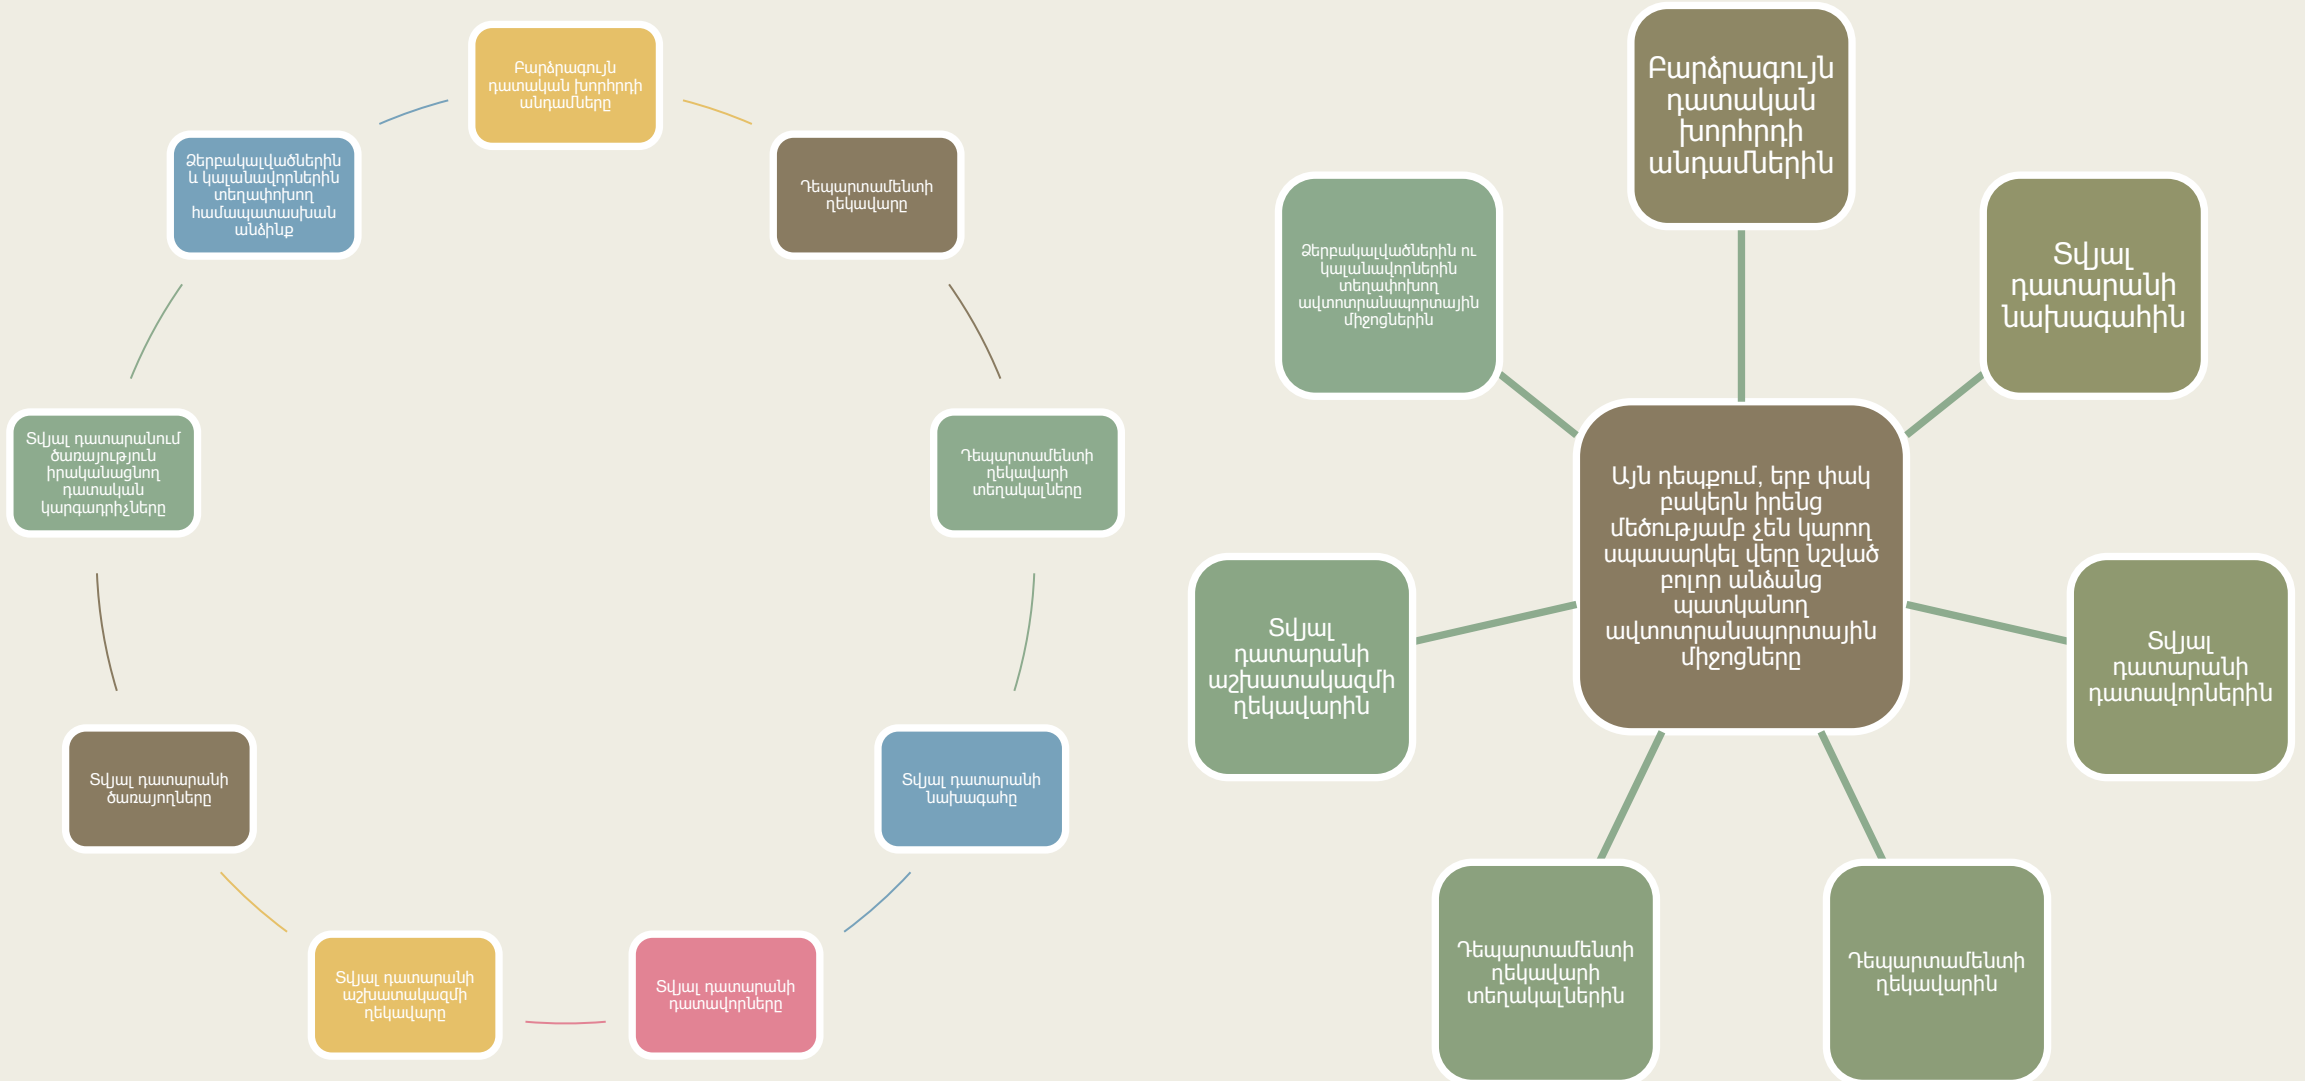 Բարձրագույն
դատական խորհրդի
անդամները
Դեպարտամենտի
ղեկավարը
Դեպարտամենտի
ղեկավարի
տեղակալները
Տվյալ դատարանի
նախագահը
Տվյալ դատարանի
դատավորները
Տվյալ դատարանի
աշխատակազմի
ղեկավարը
Տվյալ դատարանի
ծառայողները
Տվյալ դատարանում
ծառայություն
իրականացնող
դատական
կարգադրիչները
Ձերբակալվածներին
և կալանավորներին
տեղափոխող
համապատասխան
անձինք
Այն դեպքում, երբ փակ
բակերն իրենց
մեծությամբ չեն կարող
սպասարկել վերը նշված
բոլոր անձանց
պատկանող
ավտոտրանսպորտային
միջոցները
Բարձրագույն
դատական
խորհրդի
անդամներին
Տվյալ
դատարանի
նախագահին
Տվյալ
դատարանի
դատավորներին
Դեպարտամենտի
ղեկավարին
Դեպարտամենտի
ղեկավարի
տեղակալներին
Տվյալ
դատարանի
աշխատակազմի
ղեկավարին
Ձերբակալվածներին ու
կալանավորներին
տեղափոխող
ավտոտրանսպորտային
միջոցներին